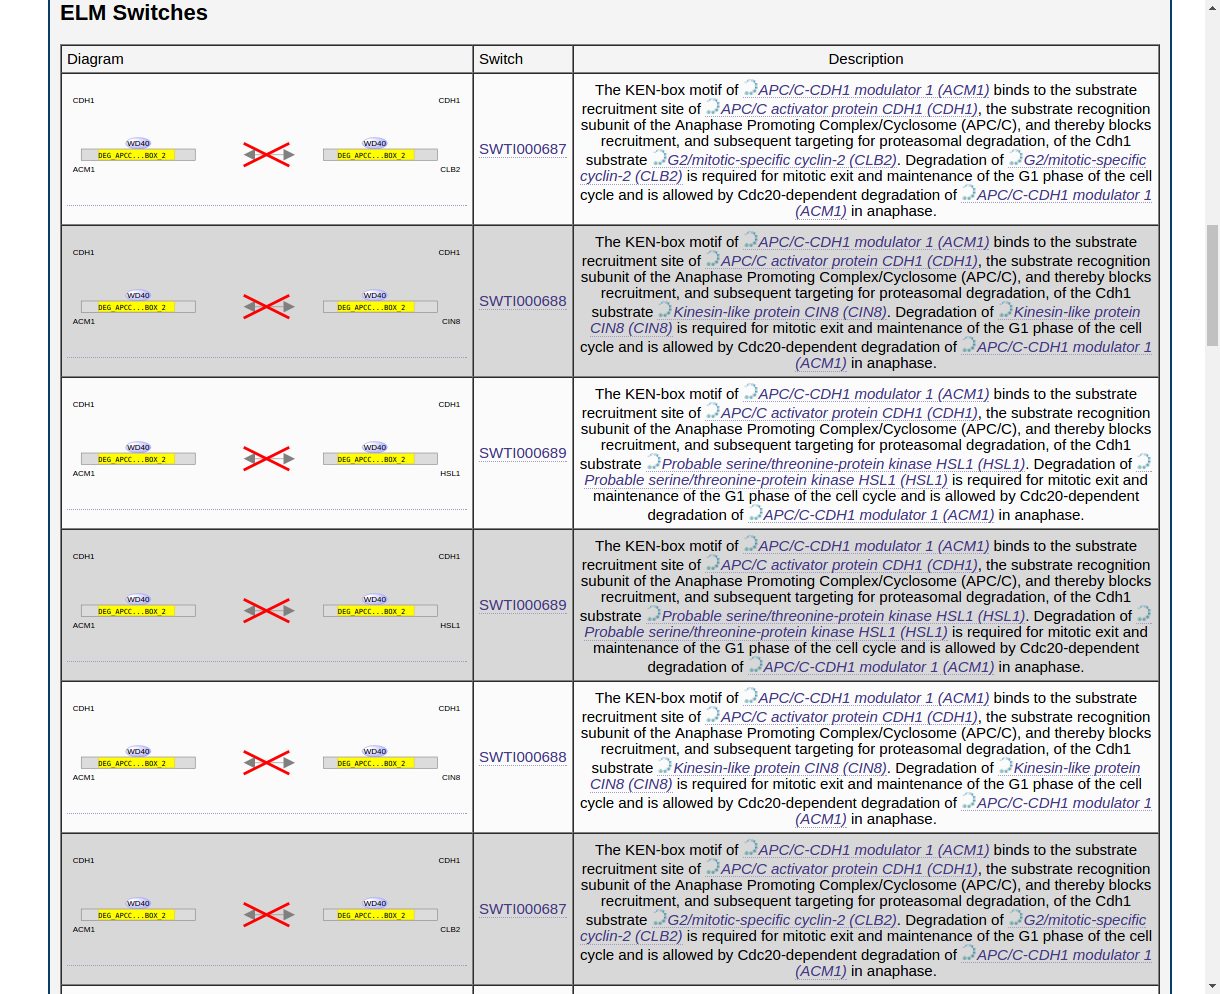 ELM Switches
Diagram Switch Description
CDH1 CDH1
WD40 WD40
DEG_APCC...BOX_2 DEG_APCC...BOX_2
ACM1 CLB2
SWTI000687
The KEN-box motif of APC/C-CDH1 modulator 1 (ACM1) binds to the substrate
recruitment site of APC/C activator protein CDH1 (CDH1), the substrate recognition
subunit of the Anaphase Promoting Complex/Cyclosome (APC/C), and thereby blocks
recruitment, and subsequent targeting for proteasomal degradation, of the Cdh1
substrate G2/mitotic-specific cyclin-2 (CLB2). Degradation of G2/mitotic-specific
cyclin-2 (CLB2) is required for mitotic exit and maintenance of the G1 phase of the cell
cycle and is allowed by Cdc20-dependent degradation of APC/C-CDH1 modulator 1
(ACM1) in anaphase.
CDH1 CDH1
WD40 WD40
DEG_APCC...BOX_2 DEG_APCC...BOX_2
ACM1 CIN8
SWTI000688
The KEN-box motif of APC/C-CDH1 modulator 1 (ACM1) binds to the substrate
recruitment site of APC/C activator protein CDH1 (CDH1), the substrate recognition
subunit of the Anaphase Promoting Complex/Cyclosome (APC/C), and thereby blocks
recruitment, and subsequent targeting for proteasomal degradation, of the Cdh1
substrate Kinesin-like protein CIN8 (CIN8). Degradation of Kinesin-like protein
CIN8 (CIN8) is required for mitotic exit and maintenance of the G1 phase of the cell
cycle and is allowed by Cdc20-dependent degradation of APC/C-CDH1 modulator 1
(ACM1) in anaphase.
CDH1 CDH1
WD40 WD40
DEG_APCC...BOX_2 DEG_APCC...BOX_2
ACM1 HSL1
SWTI000689
The KEN-box motif of APC/C-CDH1 modulator 1 (ACM1) binds to the substrate
recruitment site of APC/C activator protein CDH1 (CDH1), the substrate recognition
subunit of the Anaphase Promoting Complex/Cyclosome (APC/C), and thereby blocks
recruitment, and subsequent targeting for proteasomal degradation, of the Cdh1
substrate Probable serine/threonine-protein kinase HSL1 (HSL1). Degradation of
Probable serine/threonine-protein kinase HSL1 (HSL1) is required for mitotic exit and
maintenance of the G1 phase of the cell cycle and is allowed by Cdc20-dependent
degradation of APC/C-CDH1 modulator 1 (ACM1) in anaphase.
CDH1 CDH1
WD40 WD40
DEG_APCC...BOX_2 DEG_APCC...BOX_2
ACM1 HSL1
SWTI000689
The KEN-box motif of APC/C-CDH1 modulator 1 (ACM1) binds to the substrate
recruitment site of APC/C activator protein CDH1 (CDH1), the substrate recognition
subunit of the Anaphase Promoting Complex/Cyclosome (APC/C), and thereby blocks
recruitment, and subsequent targeting for proteasomal degradation, of the Cdh1
substrate Probable serine/threonine-protein kinase HSL1 (HSL1). Degradation of
Probable serine/threonine-protein kinase HSL1 (HSL1) is required for mitotic exit and
maintenance of the G1 phase of the cell cycle and is allowed by Cdc20-dependent
degradation of APC/C-CDH1 modulator 1 (ACM1) in anaphase.
CDH1 CDH1
WD40 WD40
DEG_APCC...BOX_2 DEG_APCC...BOX_2
ACM1 CIN8
SWTI000688
The KEN-box motif of APC/C-CDH1 modulator 1 (ACM1) binds to the substrate
recruitment site of APC/C activator protein CDH1 (CDH1), the substrate recognition
subunit of the Anaphase Promoting Complex/Cyclosome (APC/C), and thereby blocks
recruitment, and subsequent targeting for proteasomal degradation, of the Cdh1
substrate Kinesin-like protein CIN8 (CIN8). Degradation of Kinesin-like protein
CIN8 (CIN8) is required for mitotic exit and maintenance of the G1 phase of the cell
cycle and is allowed by Cdc20-dependent degradation of APC/C-CDH1 modulator 1
(ACM1) in anaphase.
CDH1 CDH1
WD40 WD40
DEG_APCC...BOX_2 DEG_APCC...BOX_2
ACM1 CLB2
SWTI000687
The KEN-box motif of APC/C-CDH1 modulator 1 (ACM1) binds to the substrate
recruitment site of APC/C activator protein CDH1 (CDH1), the substrate recognition
subunit of the Anaphase Promoting Complex/Cyclosome (APC/C), and thereby blocks
recruitment, and subsequent targeting for proteasomal degradation, of the Cdh1
substrate G2/mitotic-specific cyclin-2 (CLB2). Degradation of G2/mitotic-specific
cyclin-2 (CLB2) is required for mitotic exit and maintenance of the G1 phase of the cell
cycle and is allowed by Cdc20-dependent degradation of APC/C-CDH1 modulator 1
(ACM1) in anaphase.